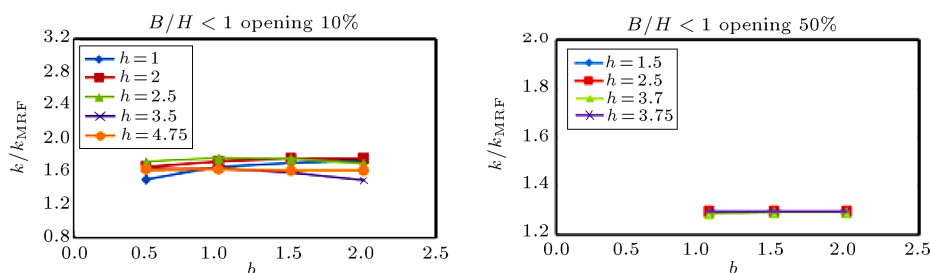 B/H < 1 opening 10%
3.2
2.8
2.4
2.0
1.6
1.2
0.8
k/k_MRF
h = 1
h = 2
h = 2.5
h = 3.5
h = 4.75
0.0 0.5 1.0 1.5 2.0 2.5
b
B/H < 1 opening 50%
2.0
1.8
1.6
1.4
1.2
k/k_MRF
h = 1.5
h = 2.5
h = 3.7
h = 3.75
0.0 0.5 1.0 1.5 2.0 2.5
b